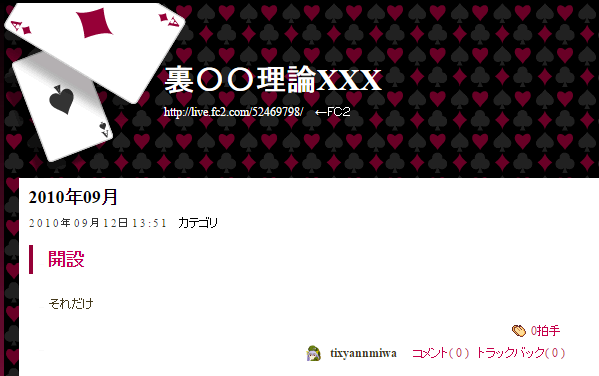 A
A
A
裏〇〇理論XXX
http://live.fc2.com/52469798/ ←FC2
2010年09月
2010年09月12日13:51 カテゴリ
開設
それだけ
0拍手
tixyannmiwa コメント(0) トラックバック(0)